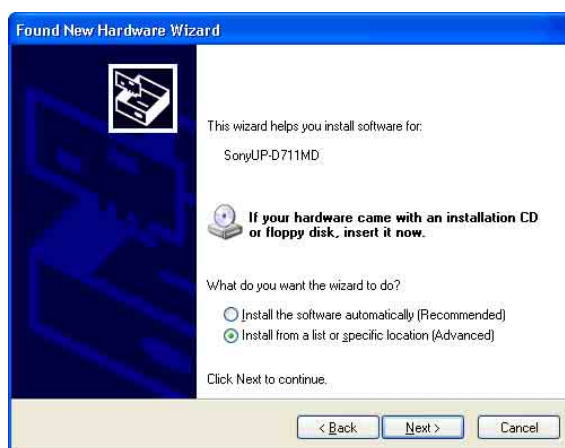 Found New Hardware Wizard
This wizard helps you install software for:
SonyUP-D711MD
If your hardware came with an installation CD
or floppy disk, insert it now.
What do you want the wizard to do?
Install the software automatically (Recommended)
Install from a list or specific location (Advanced)
Click Next to continue.
< Back Next > Cancel